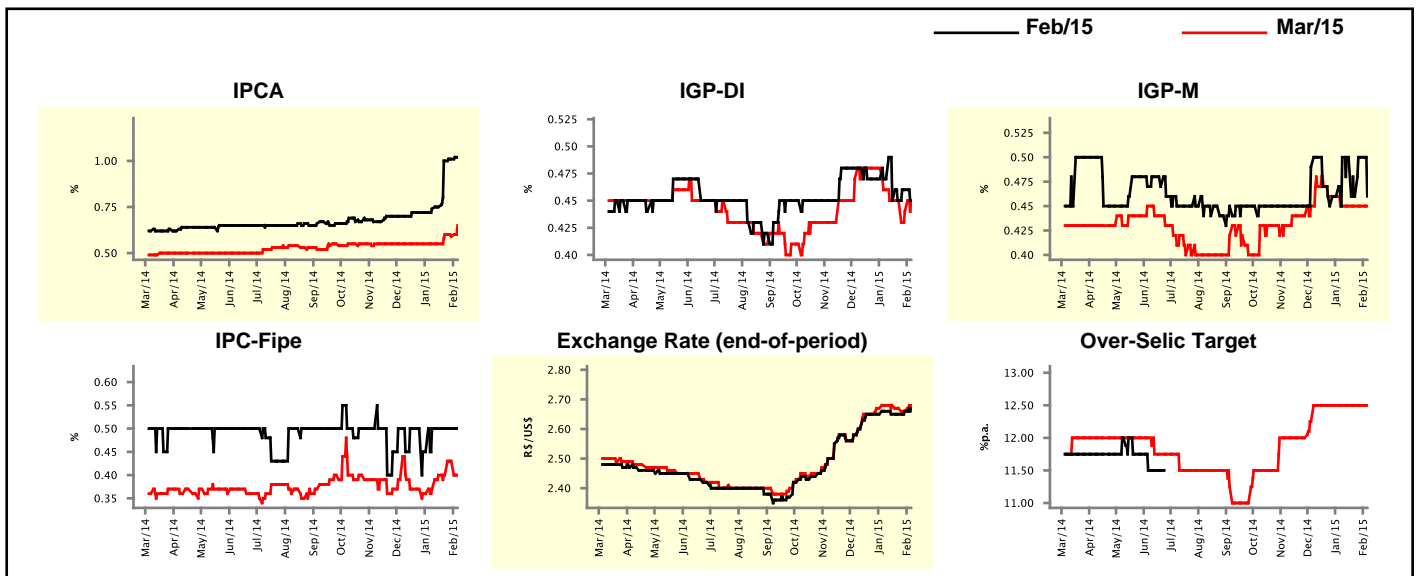 Feb/15 Mar/15
IPCA
IGP-DI
IGP-M
1.00
0.75
0.50
%
Mar/14 Apr/14 May/14 Jun/14 Jul/14 Aug/14 Sep/14 Oct/14 Nov/14 Dec/14 Jan/15 Feb/15
0.525
0.50
0.475
0.45
0.425
0.40
%
Mar/14 Apr/14 May/14 Jun/14 Jul/14 Aug/14 Sep/14 Oct/14 Nov/14 Dec/14 Jan/15 Feb/15
0.525
0.50
0.475
0.45
0.425
0.40
%
Mar/14 Apr/14 May/14 Jun/14 Jul/14 Aug/14 Sep/14 Oct/14 Nov/14 Dec/14 Jan/15 Feb/15
IPC-Fipe
Exchange Rate (end-of-period)
Over-Selic Target
0.60
0.55
0.50
0.45
0.40
0.35
%
Mar/14 Apr/14 May/14 Jun/14 Jul/14 Aug/14 Sep/14 Oct/14 Nov/14 Dec/14 Jan/15 Feb/15
2.80
2.70
2.60
2.50
2.40
R$/US$
Mar/14 Apr/14 May/14 Jun/14 Jul/14 Aug/14 Sep/14 Oct/14 Nov/14 Dec/14 Jan/15 Feb/15
13.00
12.50
12.00
11.50
11.00
%p.a.
Mar/14 Apr/14 May/14 Jun/14 Jul/14 Aug/14 Sep/14 Oct/14 Nov/14 Dec/14 Jan/15 Feb/15